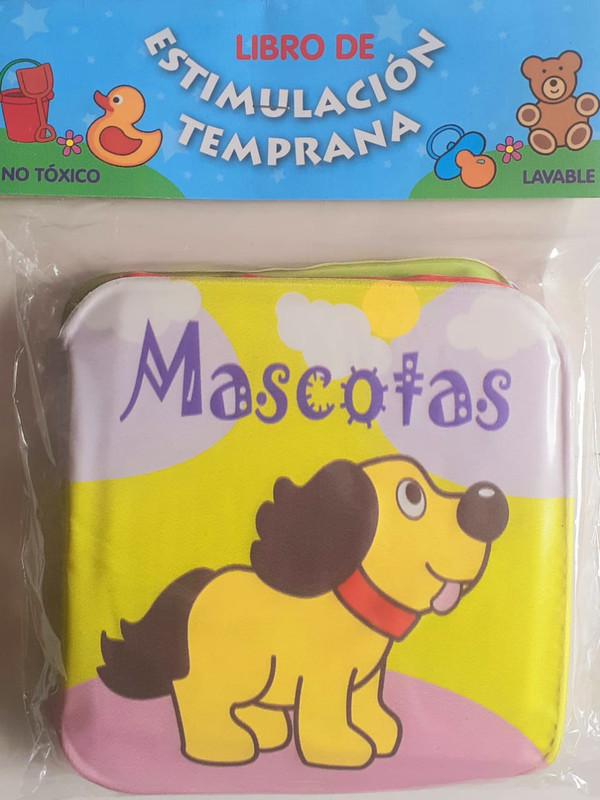 LIBRO DE
ESTIMULACIÓN
TEMPRANA
NO TÓXICO
LAVABLE
Mascotas